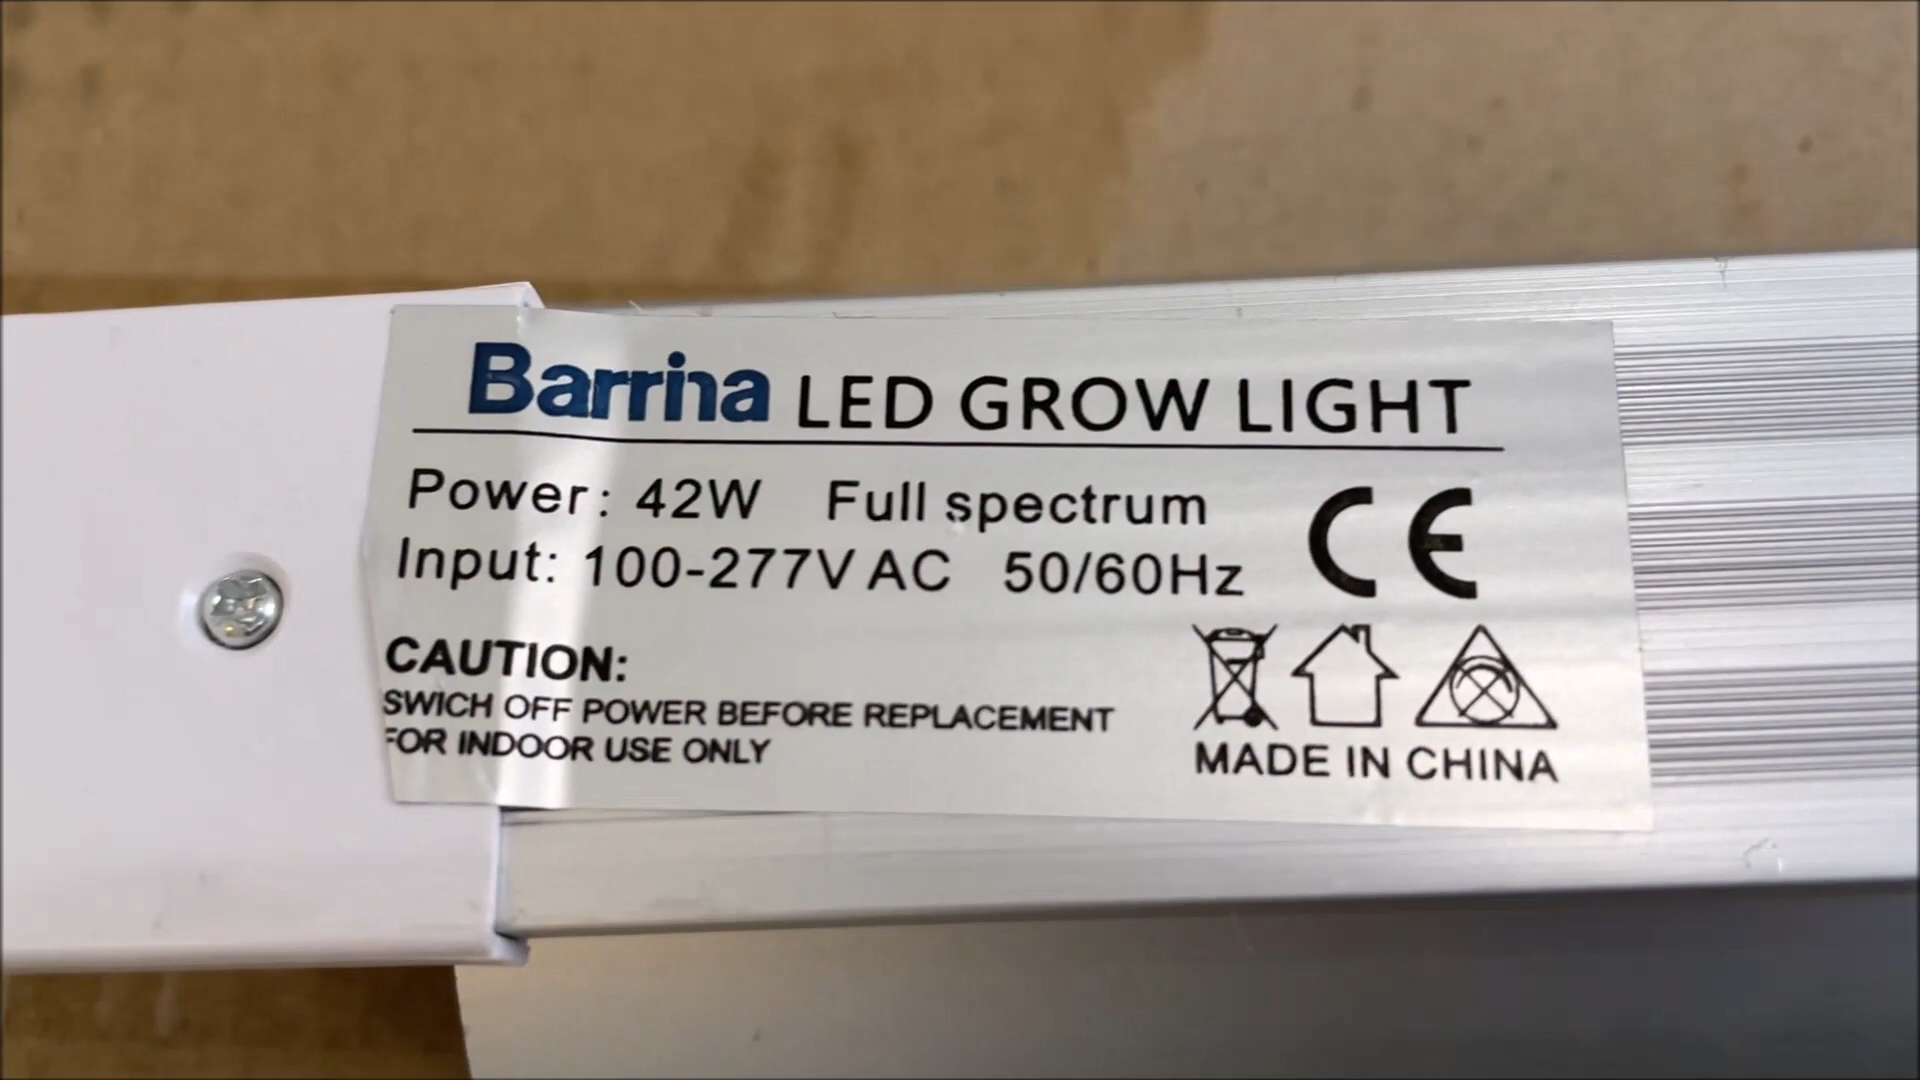 Barrina LED GROW LIGHT
Power: 42W Full spectrum
Input: 100-277V AC 50/60Hz
CE
CAUTION:
SWICH OFF POWER BEFORE REPLACEMENT
FOR INDOOR USE ONLY
MADE IN CHINA